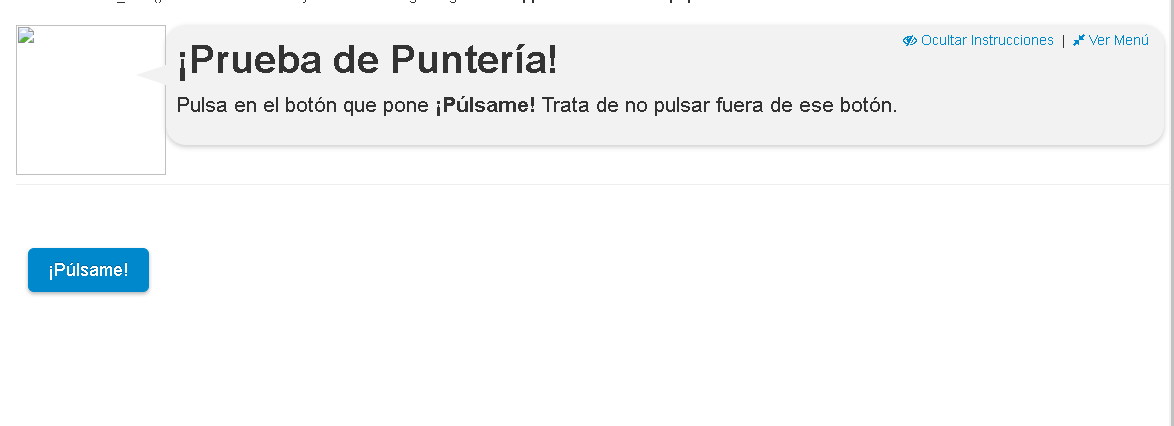 Ocultar Instrucciones | Ver Menú
¡Prueba de Puntería!
Pulsa en el botón que pone ¡Púlsame! Trata de no pulsar fuera de ese botón.
¡Púlsame!